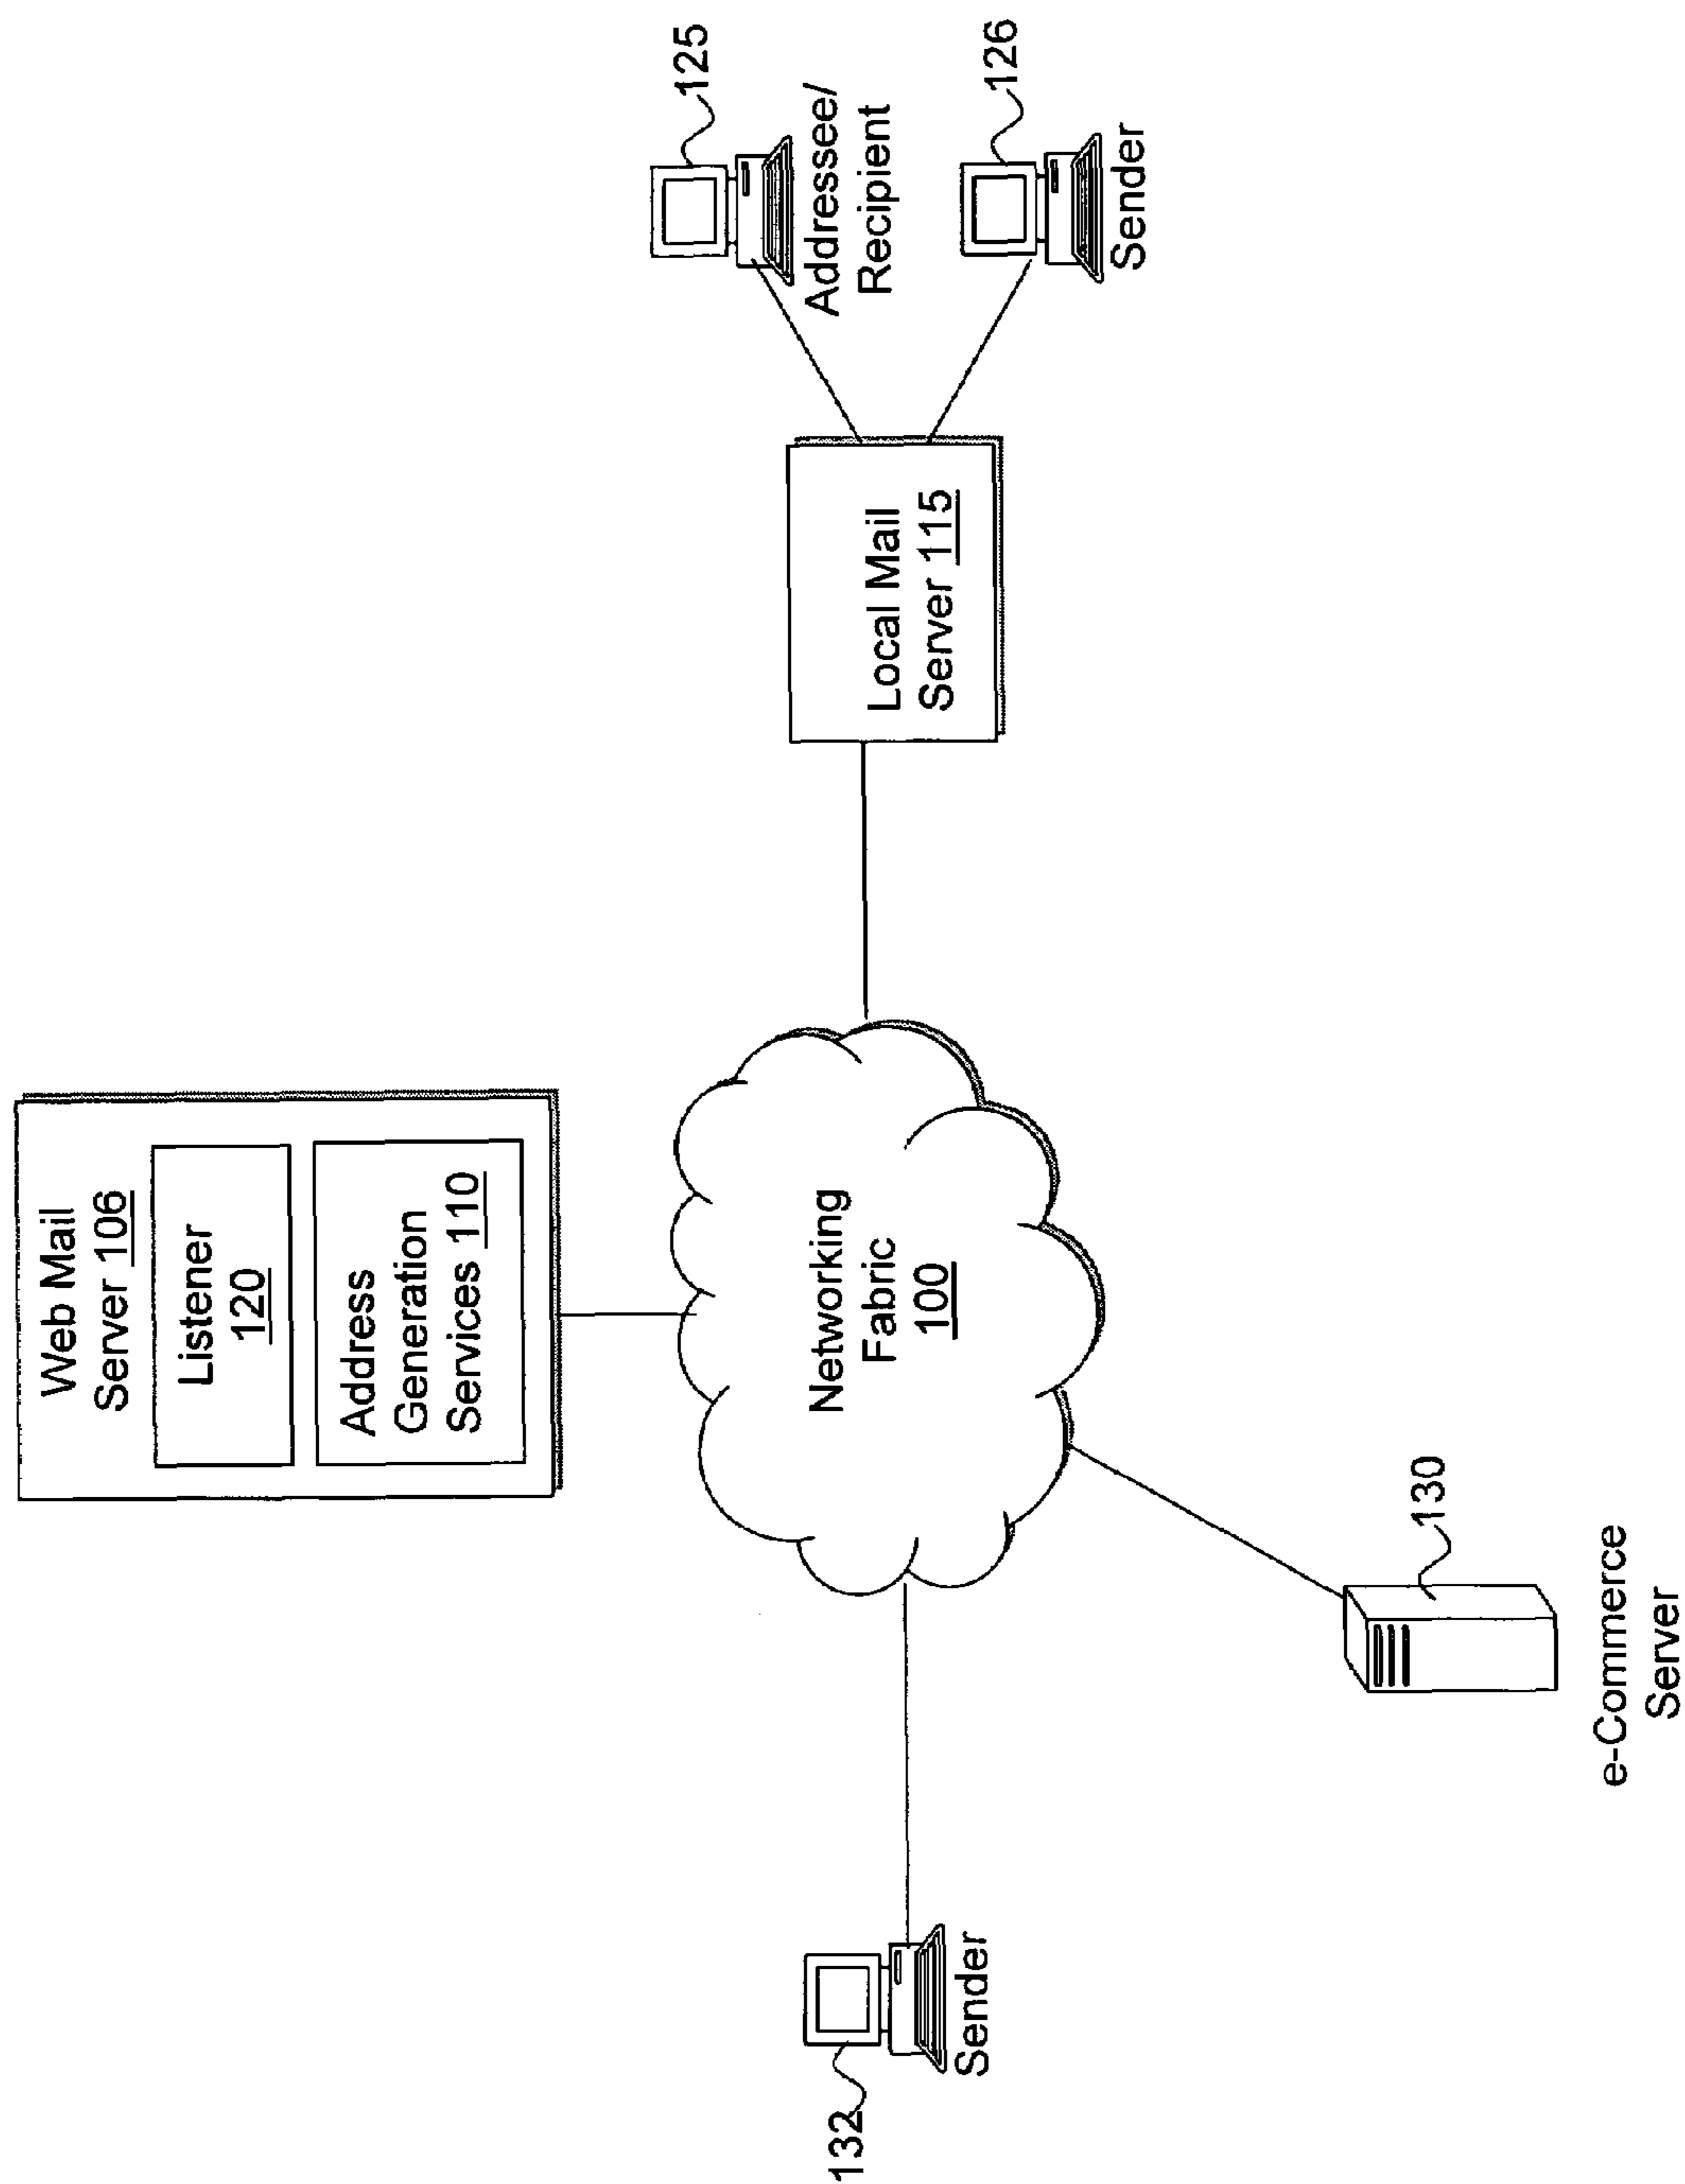 Web Mail
Server 106
Listener
120
Address
Generation
Services 110
Networking
Fabric
100
Local Mail
Server 115
125
Addressee/
Recipient
126
Sender
132
Sender
130
e-Commerce
Server